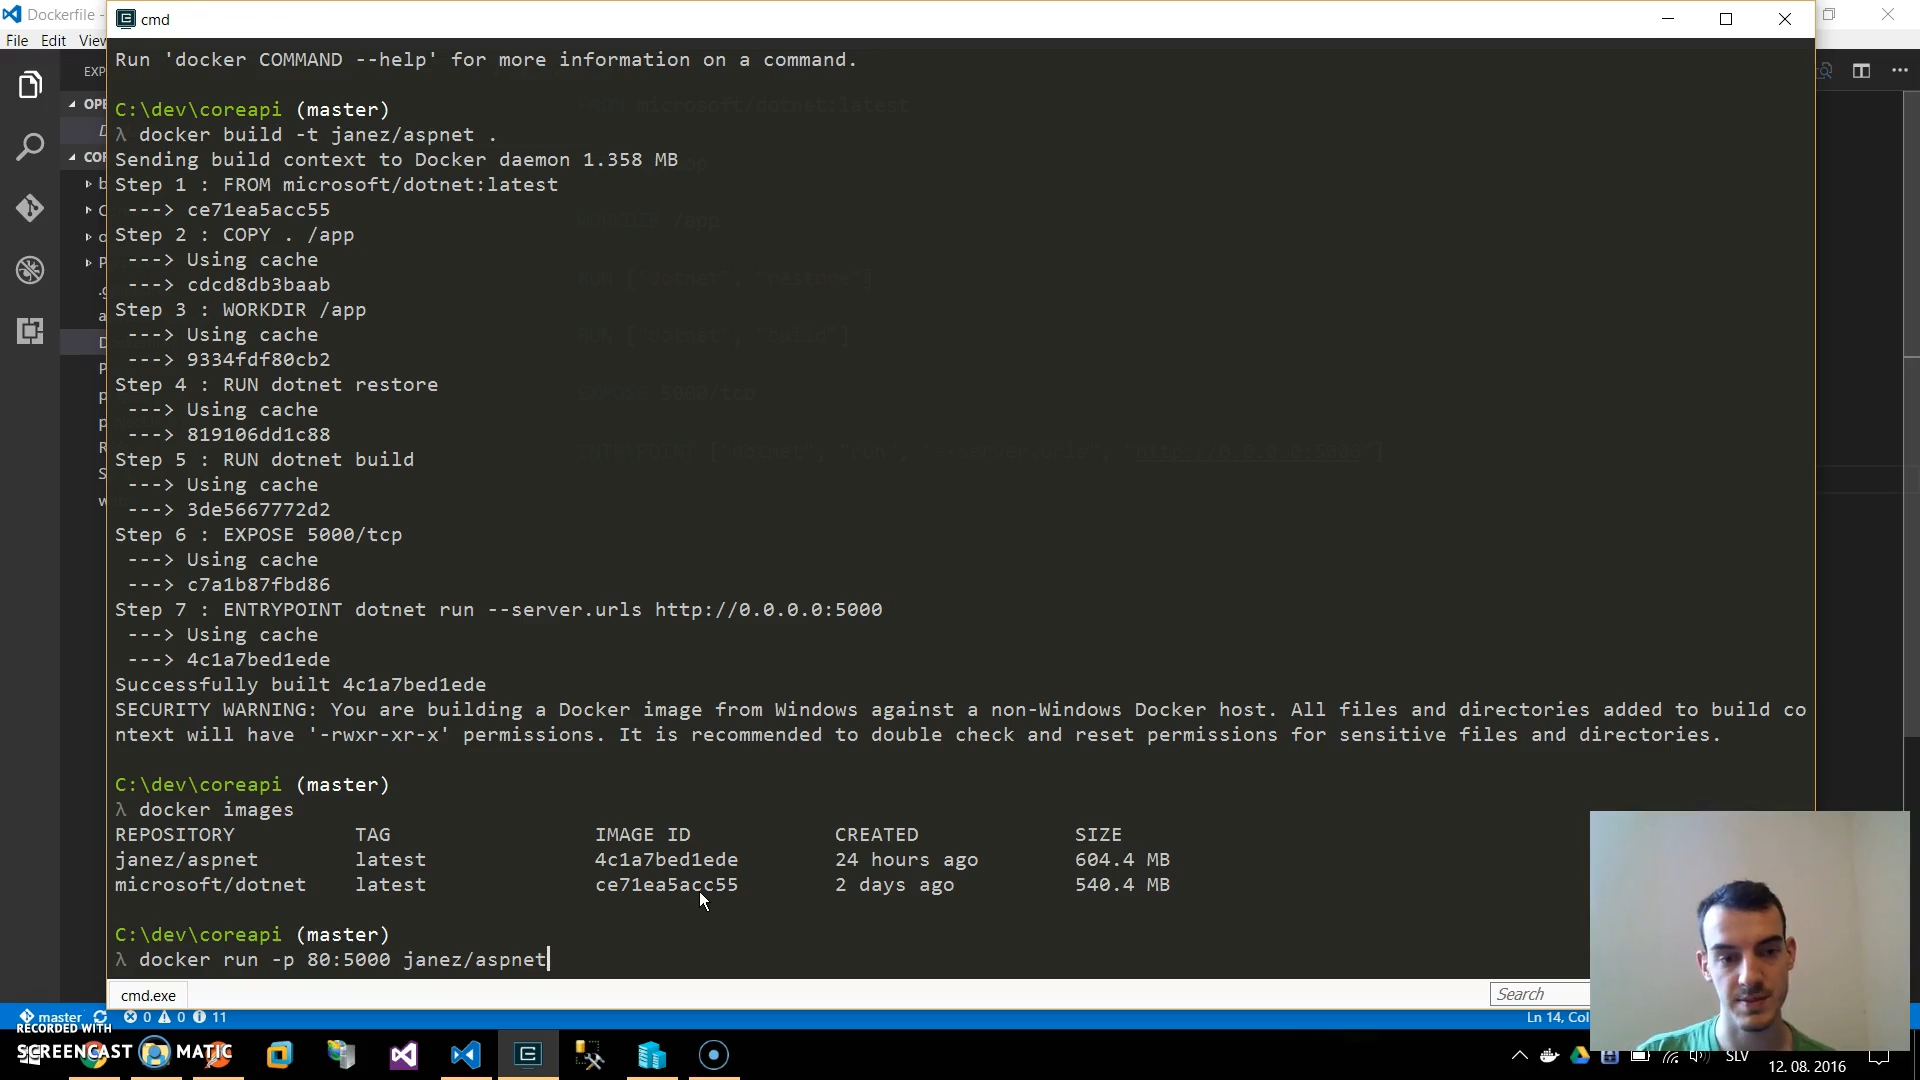 Dockerfile -
cmd
File Edit View
Run 'docker COMMAND --help' for more information on a command.
EXP
OPE
C:\dev\coreapi (master)
λ docker build -t janez/aspnet .
COR
Sending build context to Docker daemon 1.358 MB
Step 1 : FROM microsoft/dotnet:latest
---> ce71ea5acc55
Step 2 : COPY . /app
---> Using cache
---> cdcd8db3baab
Step 3 : WORKDIR /app
---> Using cache
---> 9334fdf80cb2
Step 4 : RUN dotnet restore
---> Using cache
---> 819106dd1c88
Step 5 : RUN dotnet build
---> Using cache
---> 3de5667772d2
Step 6 : EXPOSE 5000/tcp
---> Using cache
---> c7a1b87fbd86
Step 7 : ENTRYPOINT dotnet run --server.urls http://0.0.0.0:5000
---> Using cache
---> 4c1a7bed1ede
Successfully built 4c1a7bed1ede
SECURITY WARNING: You are building a Docker image from Windows against a non-Windows Docker host. All files and directories added to build co
ntext will have '-rwxr-xr-x' permissions. It is recommended to double check and reset permissions for sensitive files and directories.
C:\dev\coreapi (master)
λ docker images
REPOSITORY TAG IMAGE ID CREATED SIZE
janez/aspnet latest 4c1a7bed1ede 24 hours ago 604.4 MB
microsoft/dotnet latest ce71ea5acc55 2 days ago 540.4 MB
C:\dev\coreapi (master)
λ docker run -p 80:5000 janez/aspnet
cmd.exe
Search
master 0 0 11
Ln 14, Col
RECORDED WITH
SCREENCAST MATIC
SLV
12. 08. 2016